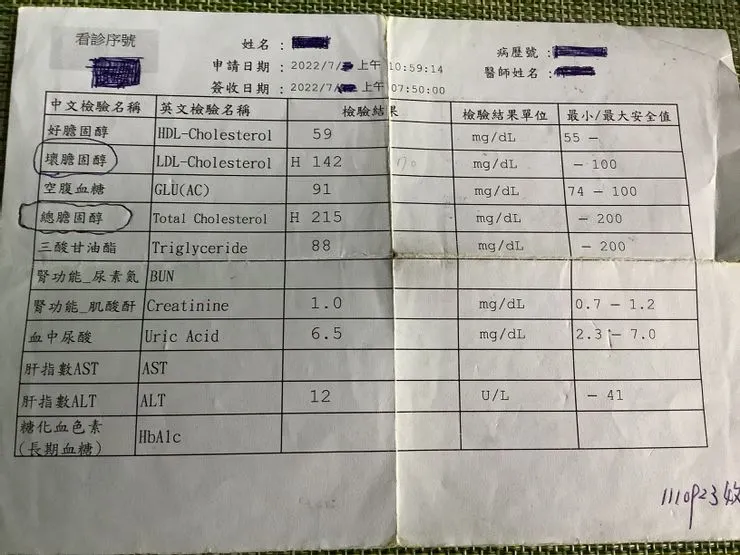 看診序號
姓名：
病歷號：
申請日期：2022/7/ 上午 10:59:14
醫師姓名：
簽收日期：2022/7/ 上午 07:50:00
中文檢驗名稱 英文檢驗名稱 檢驗結果 檢驗結果單位 最小/最大安全值
好膽固醇 HDL-Cholesterol 59 mg/dL 55 -
壞膽固醇 LDL-Cholesterol H 142 170 mg/dL - 100
空腹血糖 GLU(AC) 91 mg/dL 74 - 100
總膽固醇 Total Cholesterol H 215 mg/dL - 200
三酸甘油酯 Triglyceride 88 mg/dL - 200
腎功能_尿素氮 BUN
腎功能_肌酸酐 Creatinine 1.0 mg/dL 0.7 - 1.2
血中尿酸 Uric Acid 6.5 mg/dL 2.3 - 7.0
肝指數AST AST
肝指數ALT ALT 12 U/L - 41
糖化血色素
(長期血糖) HbA1c
1110923